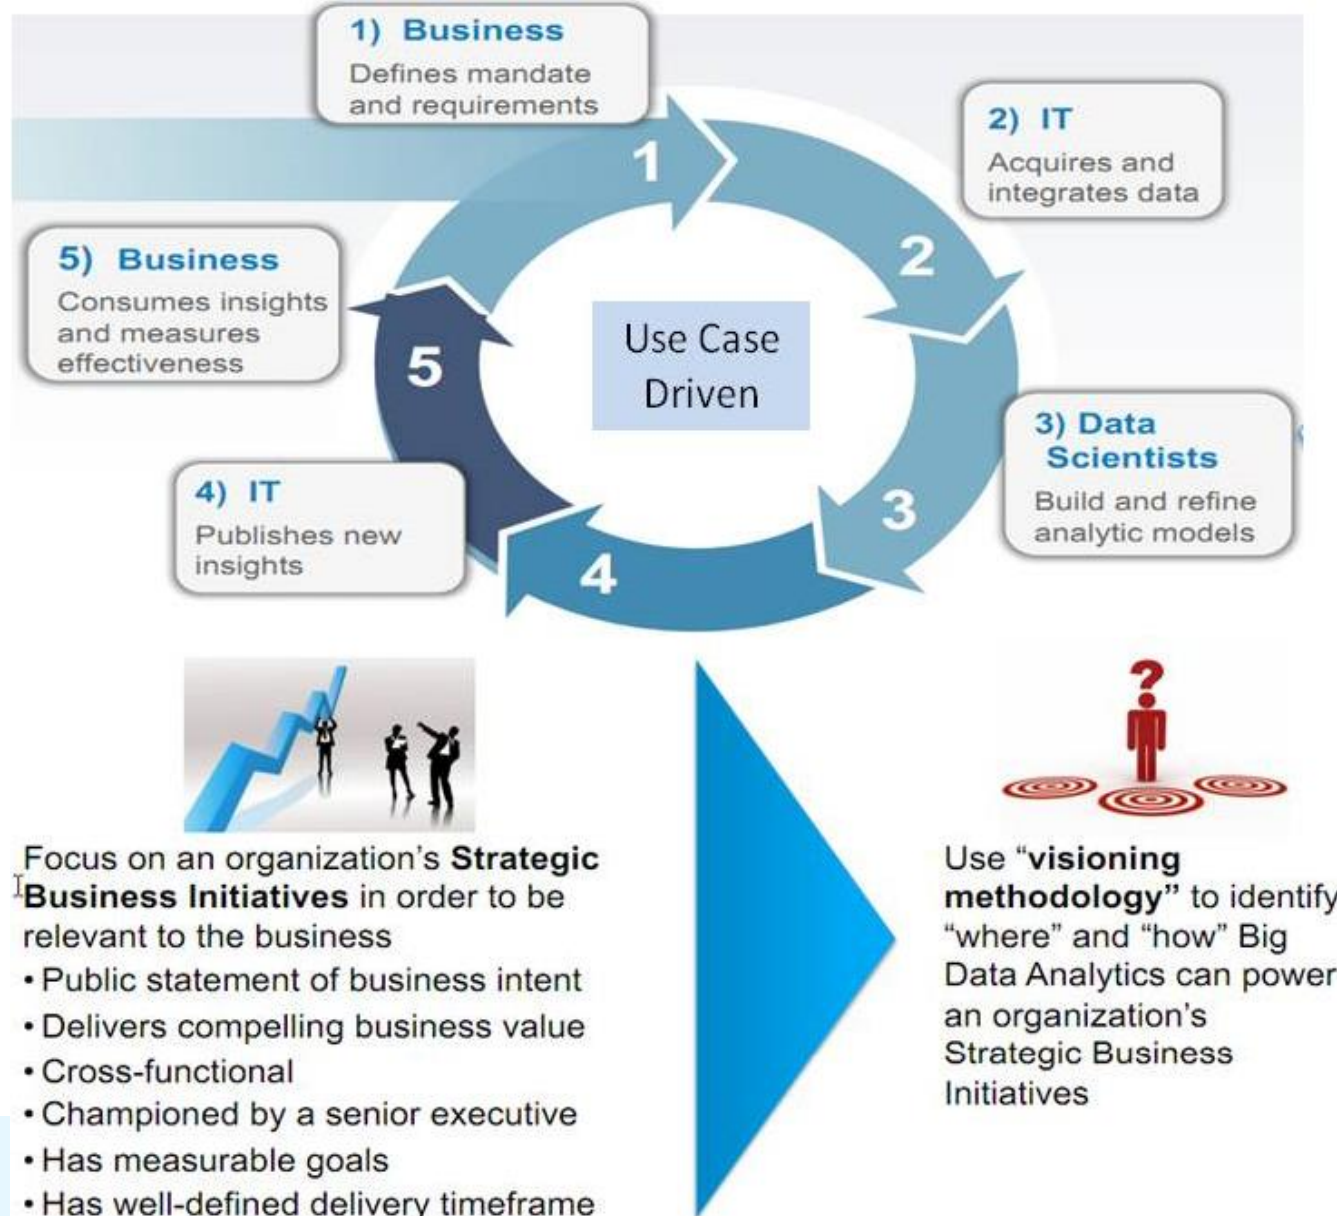 1) Business
Defines mandate
and requirements
1
2) IT
Acquires and
integrates data
2
3) Data
Scientists
Build and refine
analytic models
3
4) IT
Publishes new
insights
4
5) Business
Consumes insights
and measures
effectiveness
5
Use Case
Driven
Focus on an organization's Strategic
Business Initiatives in order to be
relevant to the business
• Public statement of business intent
• Delivers compelling business value
• Cross-functional
• Championed by a senior executive
• Has measurable goals
• Has well-defined delivery timeframe
?
Use “visioning
methodology” to identify
“where” and “how” Big
Data Analytics can power
an organization's
Strategic Business
Initiatives